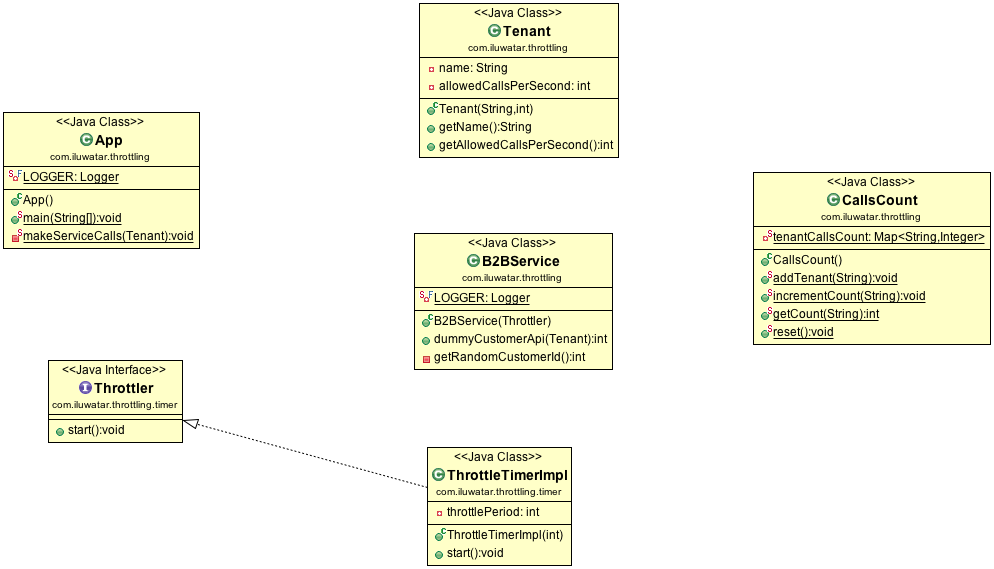 <<Java Class>>
Tenant
com.iluwatar.throttling
name: String
allowedCallsPerSecond: int
Tenant(String,int)
getName():String
getAllowedCallsPerSecond():int
<<Java Class>>
App
com.iluwatar.throttling
LOGGER: Logger
App()
main(String[]):void
makeServiceCalls(Tenant):void
<<Java Class>>
CallsCount
com.iluwatar.throttling
tenantCallsCount: Map<String,Integer>
CallsCount()
addTenant(String):void
incrementCount(String):void
getCount(String):int
reset():void
<<Java Class>>
B2BService
com.iluwatar.throttling
LOGGER: Logger
B2BService(Throttler)
dummyCustomerApi(Tenant):int
getRandomCustomerId():int
<<Java Interface>>
Throttler
com.iluwatar.throttling.timer
start():void
<<Java Class>>
ThrottleTimerImpl
com.iluwatar.throttling.timer
throttlePeriod: int
ThrottleTimerImpl(int)
start():void